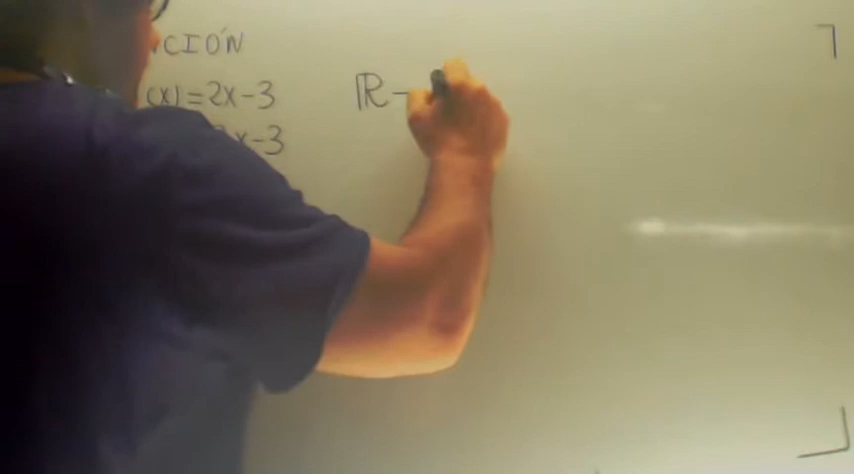 CIÓN
(x) = 2x-3
x-3
ℝ -